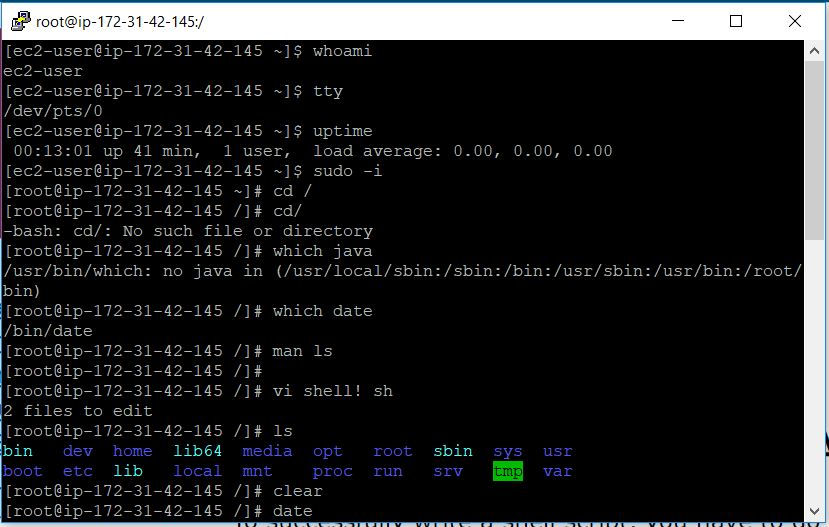 root@ip-172-31-42-145:/
[ec2-user@ip-172-31-42-145 ~]$ whoami
ec2-user
[ec2-user@ip-172-31-42-145 ~]$ tty
/dev/pts/0
[ec2-user@ip-172-31-42-145 ~]$ uptime
 00:13:01 up 41 min,  1 user,  load average: 0.00, 0.00, 0.00
[ec2-user@ip-172-31-42-145 ~]$ sudo -i
[root@ip-172-31-42-145 ~]# cd /
[root@ip-172-31-42-145 /]# cd/
-bash: cd/: No such file or directory
[root@ip-172-31-42-145 /]# which java
/usr/bin/which: no java in (/usr/local/sbin:/sbin:/bin:/usr/sbin:/usr/bin:/root/
bin)
[root@ip-172-31-42-145 /]# which date
/bin/date
[root@ip-172-31-42-145 /]# man ls
[root@ip-172-31-42-145 /]#
[root@ip-172-31-42-145 /]# vi shell! sh
2 files to edit
[root@ip-172-31-42-145 /]# ls
bin   dev  home  lib64  media  opt   root  sbin  sys  usr
boot  etc  lib   local  mnt    proc  run   srv   tmp  var
[root@ip-172-31-42-145 /]# clear
[root@ip-172-31-42-145 /]# date